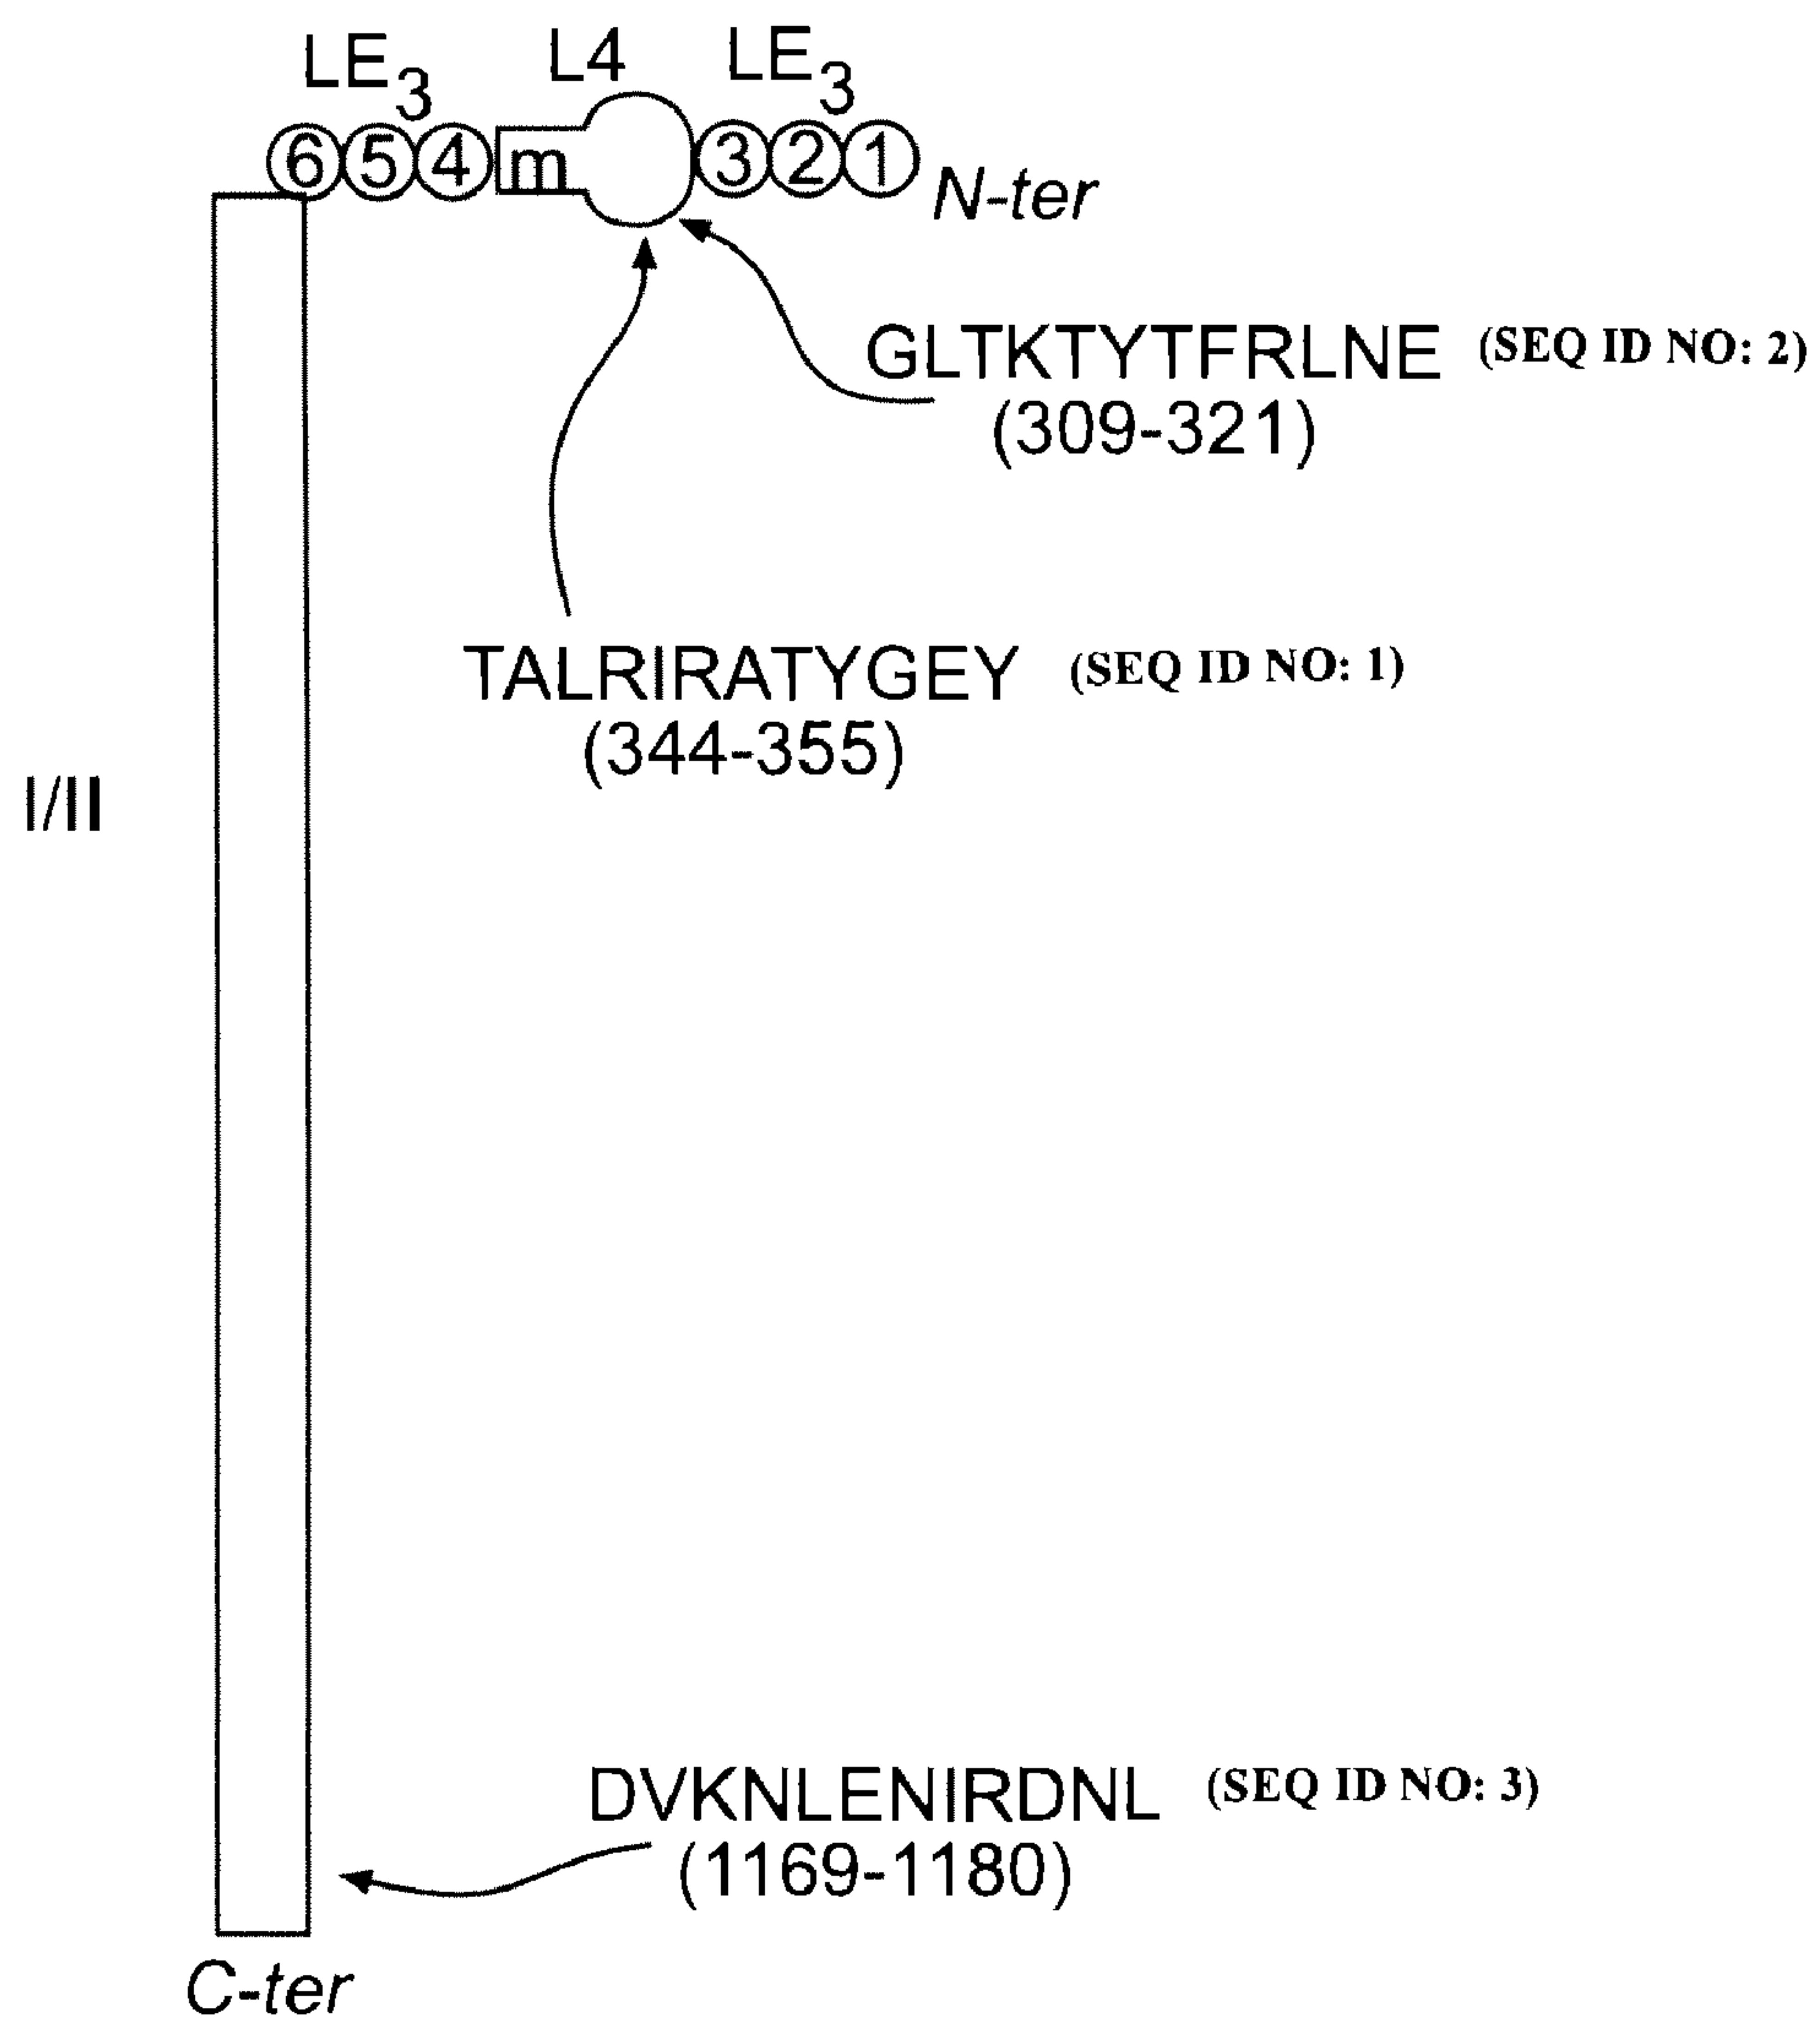 LE3 L4 LE3
6 5 4 m 3 2 1 N-ter
GLTKTYTFRLNE (SEQ ID NO: 2)
(309-321)
TALRIRATYGEY (SEQ ID NO: 1)
(344-355)
I/II
DVKNLENIRDNL (SEQ ID NO: 3)
(1169-1180)
C-ter